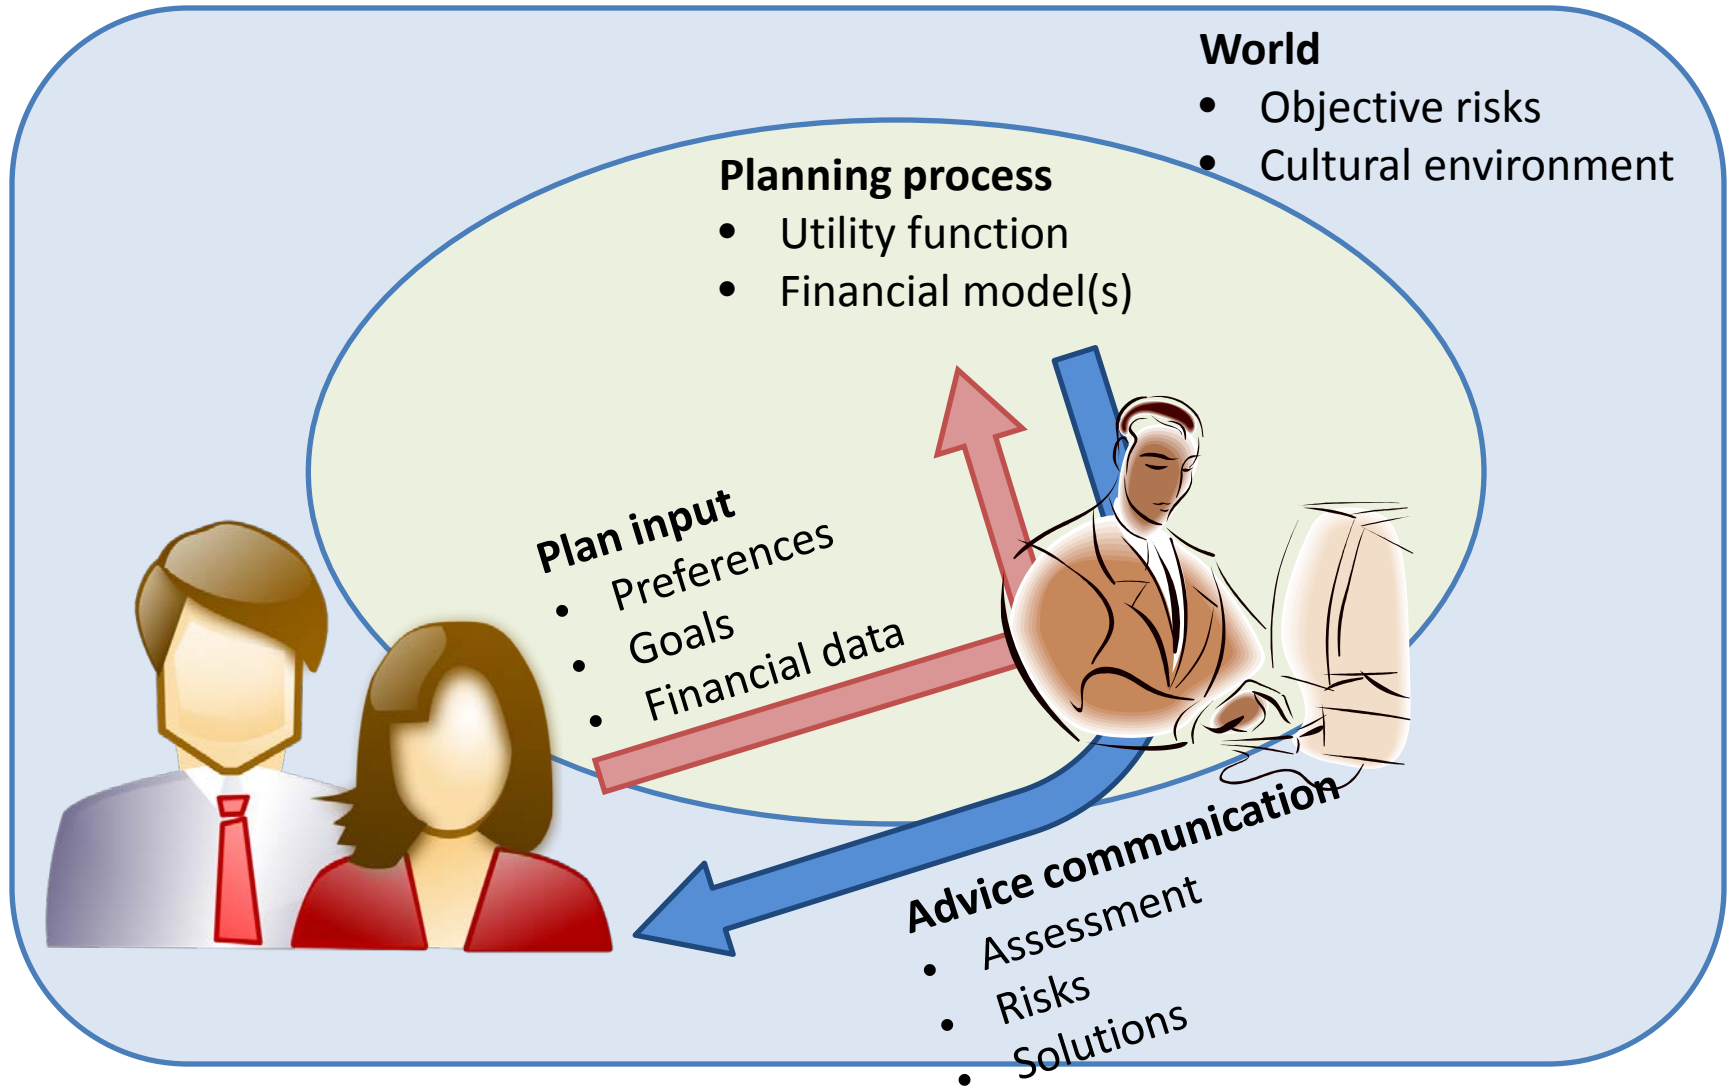 World
• Objective risks
• Cultural environment
Planning process
• Utility function
• Financial model(s)
Plan input
• Preferences
• Goals
• Financial data
Advice communication
• Assessment
• Risks
• Solutions